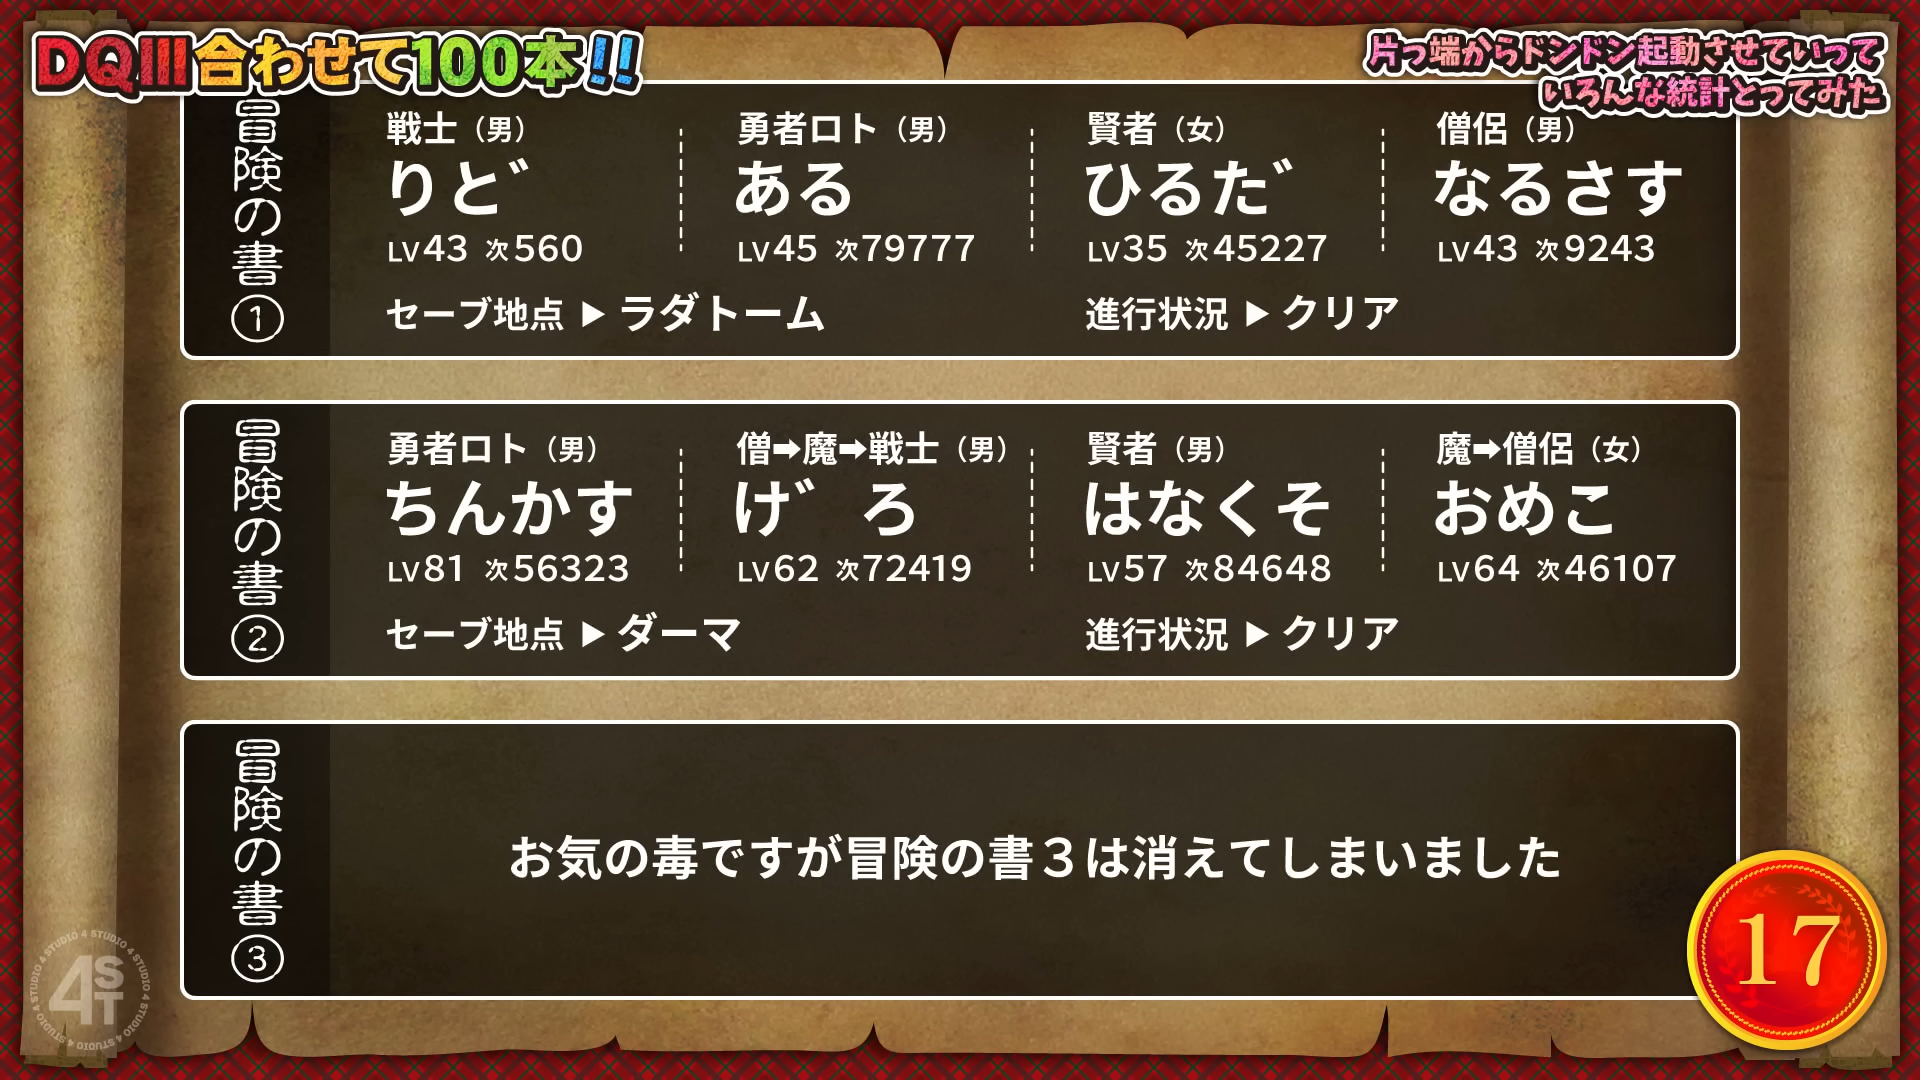 DQIII合わせて100本!!
片っ端からドンドン起動させていって
いろんな統計とってみた
冒険の書①
戦士（男）
りど
LV43 次560
勇者ロト（男）
ある
LV45 次79777
賢者（女）
ひるだ
LV35 次45227
僧侶（男）
なるさす
LV43 次9243
セーブ地点 ▶ ラダトーム
進行状況 ▶ クリア
冒険の書②
勇者ロト（男）
ちんかす
LV81 次56323
僧➡魔➡戦士（男）
げ ろ
LV62 次72419
賢者（男）
はなくそ
LV57 次84648
魔➡僧侶（女）
おめこ
LV64 次46107
セーブ地点 ▶ ダーマ
進行状況 ▶ クリア
冒険の書③
お気の毒ですが冒険の書３は消えてしまいました
17
4ST
4 STUDIO 4 STUDIO 4 STUDIO 4 STUDIO 4 STUDIO